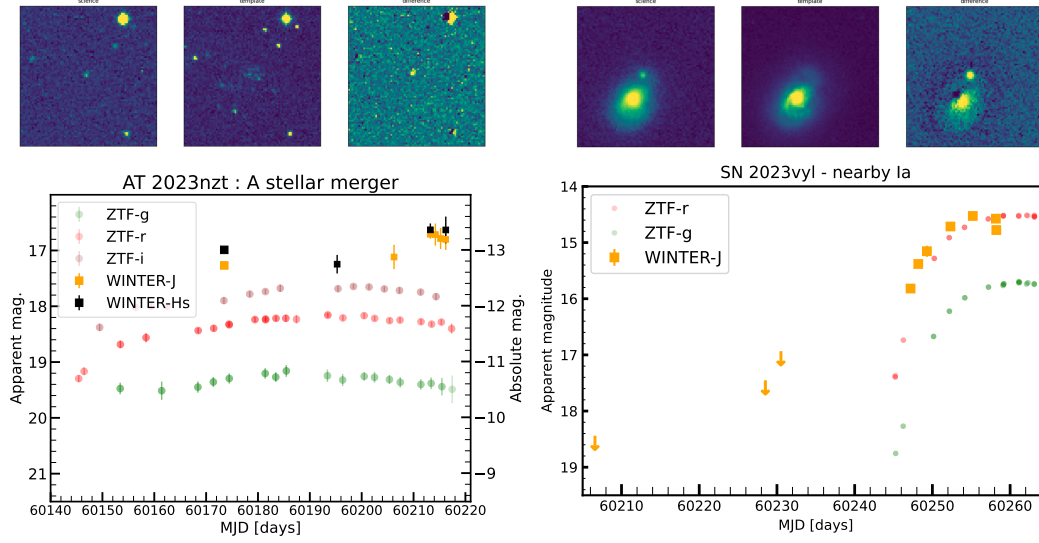 science template difference
science template difference
AT 2023nzt : A stellar merger
ZTF-g
ZTF-r
ZTF-i
WINTER-J
WINTER-Hs
Apparent mag.
17
18
19
20
21
−13
−12
−11
−10
−9
Absolute mag.
60140 60150 60160 60170 60180 60190 60200 60210 60220
MJD [days]
SN 2023vyl - nearby Ia
ZTF-r
ZTF-g
WINTER-J
Apparent magnitude
14
15
16
17
18
19
60210 60220 60230 60240 60250 60260
MJD [days]